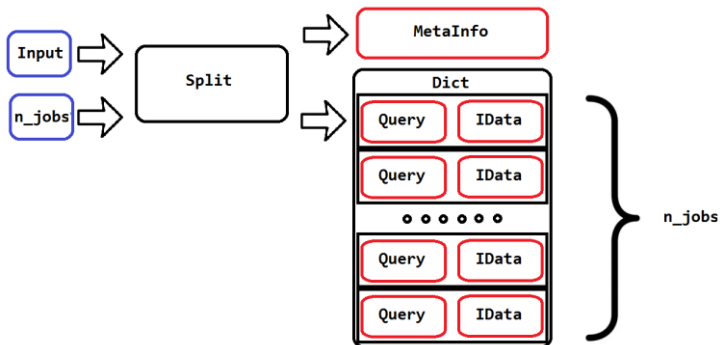 Input
n_jobs
Split
MetaInfo
Dict
Query IData
Query IData
Query IData
Query IData
n_jobs